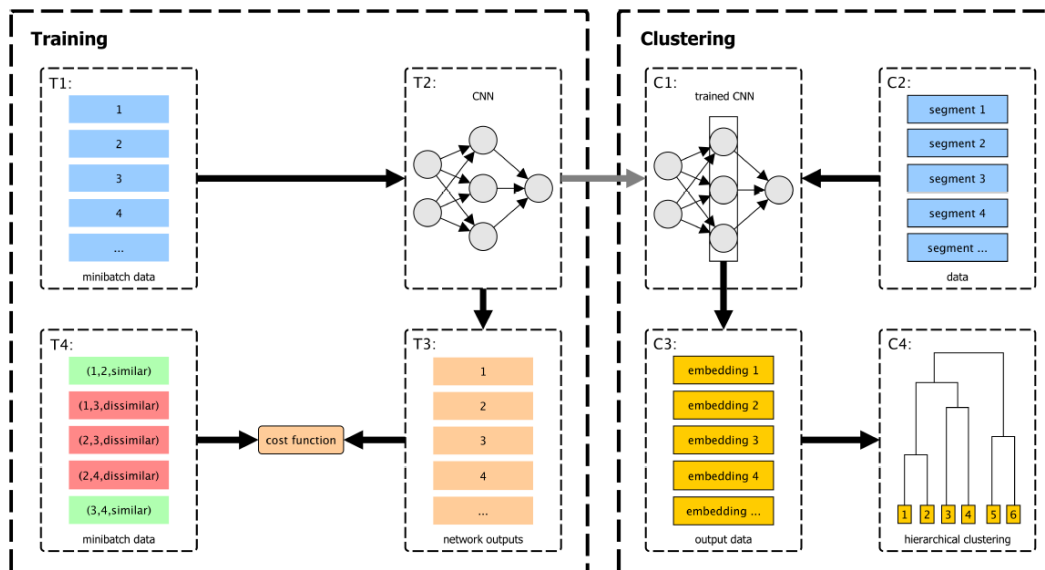 Training
T1:
1
2
3
4
...
minibatch data
T2:
CNN
T4:
(1,2,similar)
(1,3,dissimilar)
(2,3,dissimilar)
(2,4,dissimilar)
(3,4,similar)
minibatch data
cost function
T3:
1
2
3
4
...
network outputs
Clustering
C1:
trained CNN
C2:
segment 1
segment 2
segment 3
segment 4
segment ...
data
C3:
embedding 1
embedding 2
embedding 3
embedding 4
embedding ...
output data
C4:
1 2 3 4 5 6
hierarchical clustering